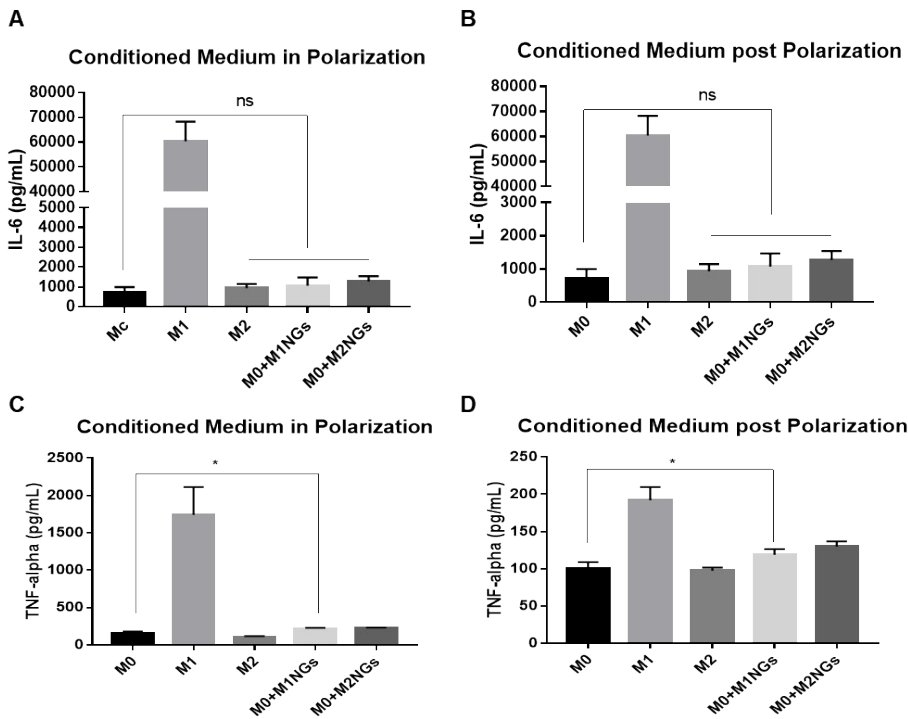 A
Conditioned Medium in Polarization
ns
IL-6 (pg/mL)
80000
70000
60000
50000
40000
5000
4000
3000
2000
1000
0
Mc
M1
M2
M0+M1NGs
M0+M2NGs
B
Conditioned Medium post Polarization
ns
IL-6 (pg/mL)
80000
70000
60000
50000
40000
3000
2000
1000
0
M0
M1
M2
M0+M1NGs
M0+M2NGs
C
Conditioned Medium in Polarization
*
TNF-alpha (pg/mL)
2500
2000
1500
1000
500
0
M0
M1
M2
M0+M1NGs
M0+M2NGs
D
Conditioned Medium post Polarization
*
TNF-alpha (pg/mL)
250
200
150
100
50
0
M0
M1
M2
M0+M1NGs
M0+M2NGs